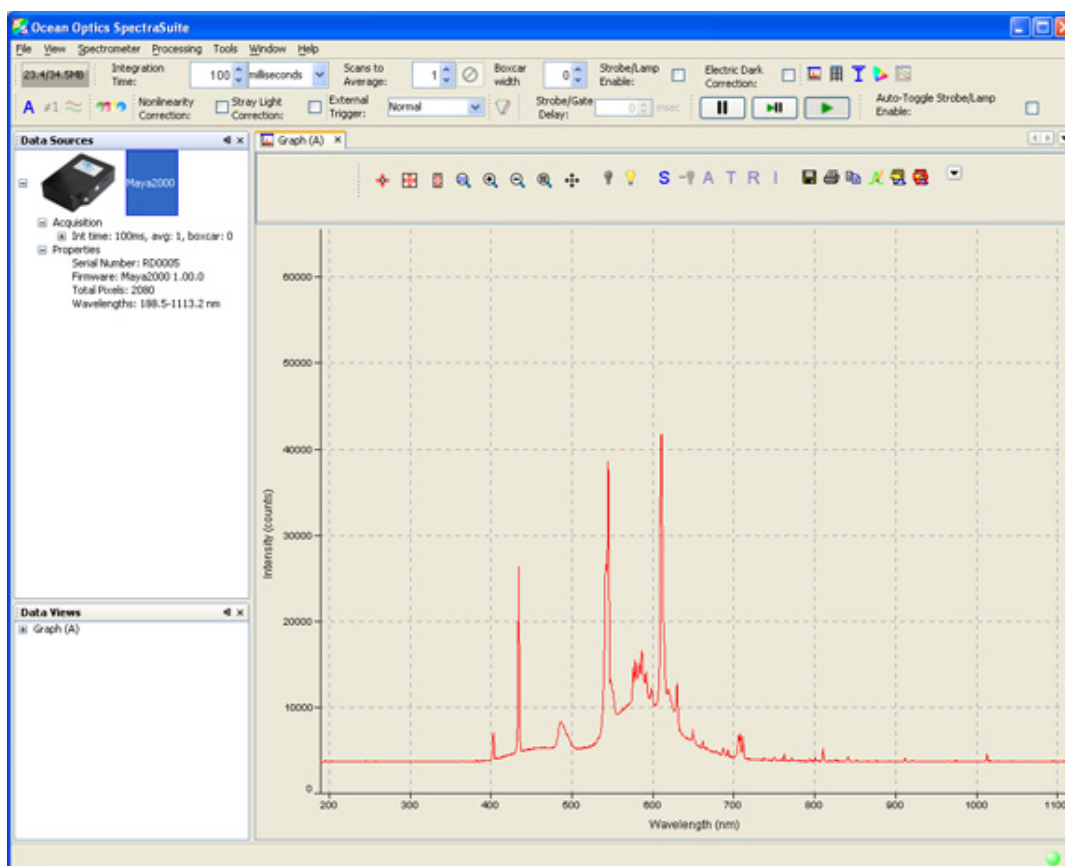 Ocean Optics SpectraSuite
File View Spectrometer Processing Tools Window Help
23.4/34.5MB Integration Time: 100 milliseconds Scans to Average: 1 Boxcar width 0 Strobe/Lamp Enable: Electric Dark Correction:
A ≠1 Nonlinearity Correction: Stray Light Correction: External Trigger: Normal Strobe/Gate Delay: 0 msec Auto-Toggle Strobe/Lamp Enable:
Data Sources
Graph (A)
Maya2000
S A T R I
Acquisition
Int time: 100ms, avg: 1, boxcar: 0
Properties
Serial Number: RD0005
Firmware: Maya2000 1.00.0
Total Pixels: 2080
Wavelengths: 188.5-1113.2 nm
Data Views
Graph (A)
Intensity (counts)
60000
50000
40000
30000
20000
10000
0
200 300 400 500 600 700 800 900 1000 1100
Wavelength (nm)